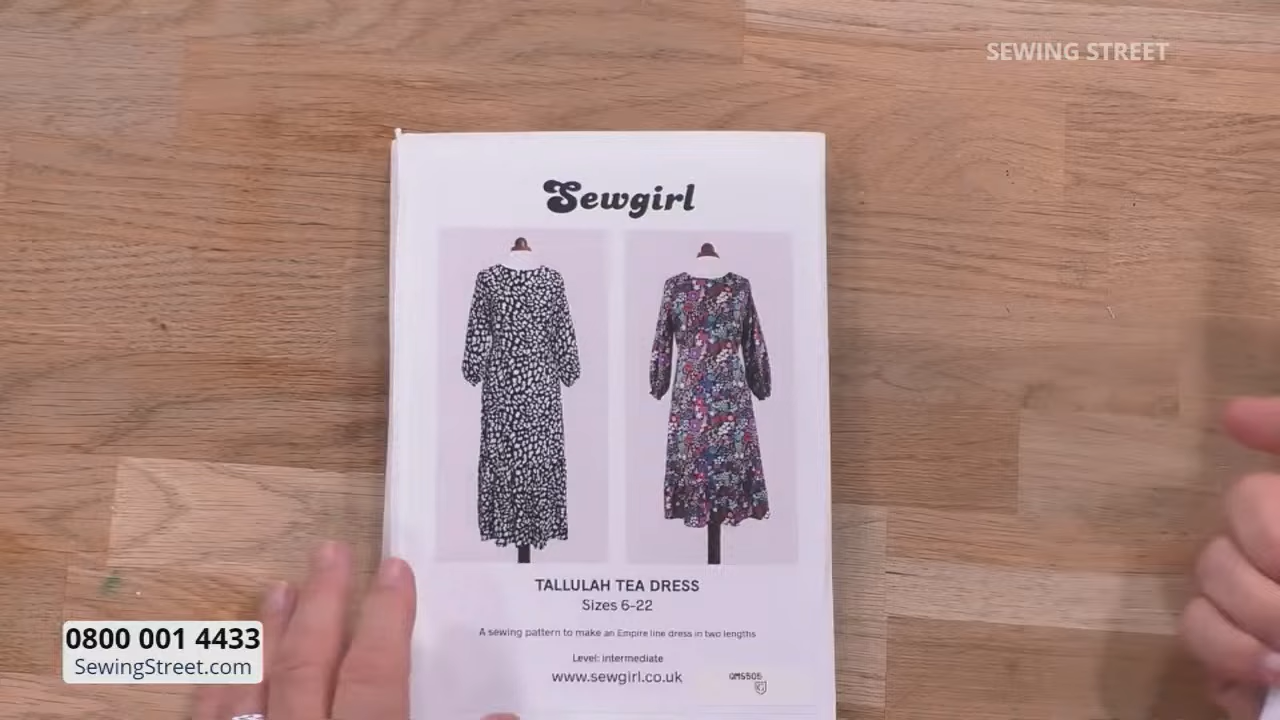 SEWING STREET
Sewgirl
TALLULAH TEA DRESS
Sizes 6-22
A sewing pattern to make an Empire line dress in two lengths
Level: intermediate
www.sewgirl.co.uk
QMS505
0800 001 4433
SewingStreet.com